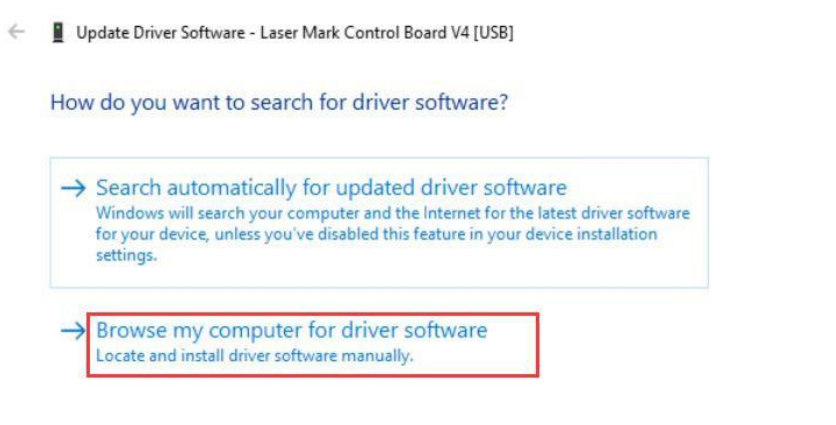 Update Driver Software - Laser Mark Control Board V4 [USB]
How do you want to search for driver software?
Search automatically for updated driver software
Windows will search your computer and the Internet for the latest driver software
for your device, unless you've disabled this feature in your device installation
settings.
Browse my computer for driver software
Locate and install driver software manually.